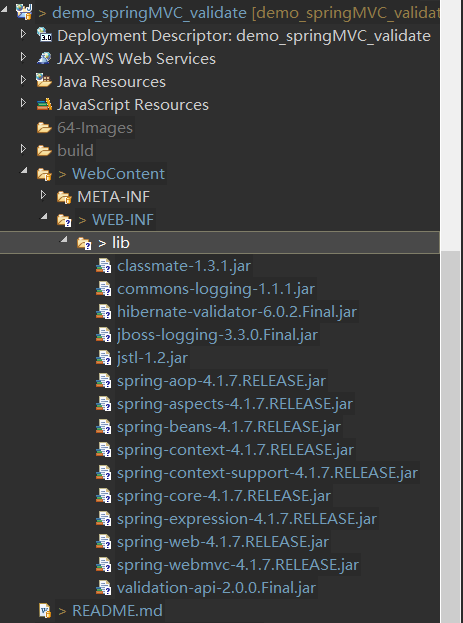 > demo_springMVC_validate [demo_springMVC_validat
Deployment Descriptor: demo_springMVC_validate
JAX-WS Web Services
Java Resources
JavaScript Resources
64-Images
build
> WebContent
META-INF
> WEB-INF
> lib
classmate-1.3.1.jar
commons-logging-1.1.1.jar
hibernate-validator-6.0.2.Final.jar
jboss-logging-3.3.0.Final.jar
jstl-1.2.jar
spring-aop-4.1.7.RELEASE.jar
spring-aspects-4.1.7.RELEASE.jar
spring-beans-4.1.7.RELEASE.jar
spring-context-4.1.7.RELEASE.jar
spring-context-support-4.1.7.RELEASE.jar
spring-core-4.1.7.RELEASE.jar
spring-expression-4.1.7.RELEASE.jar
spring-web-4.1.7.RELEASE.jar
spring-webmvc-4.1.7.RELEASE.jar
validation-api-2.0.0.Final.jar
> README.md